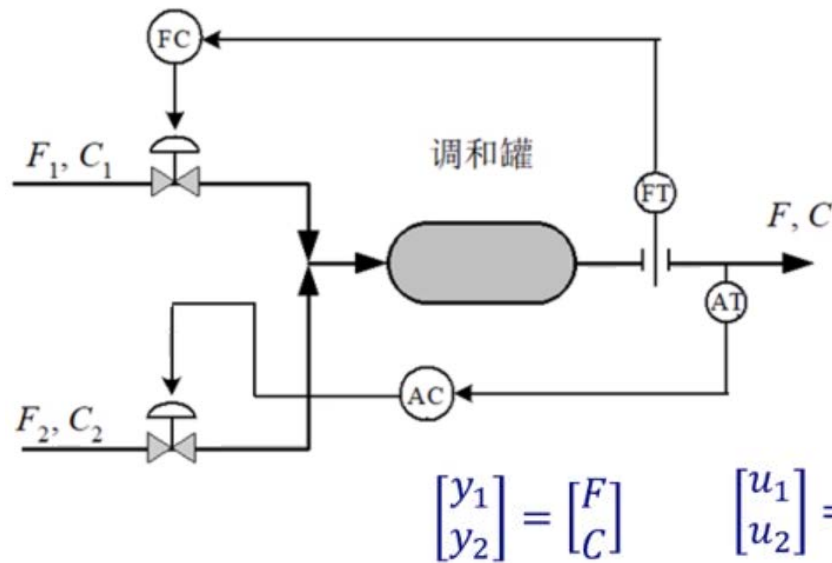 FC
F₁, C₁
调和罐
FT
F, C
AT
AC
F₂, C₂
[y₁ y₂] = [F C]
[u₁ u₂] =